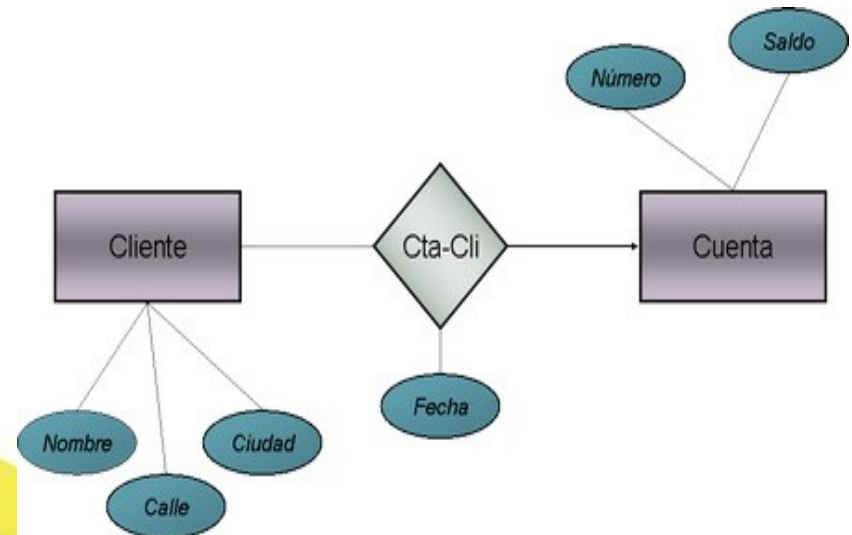 Saldo
Número
Cliente
Cta-Cli
Cuenta
Fecha
Nombre
Ciudad
Calle